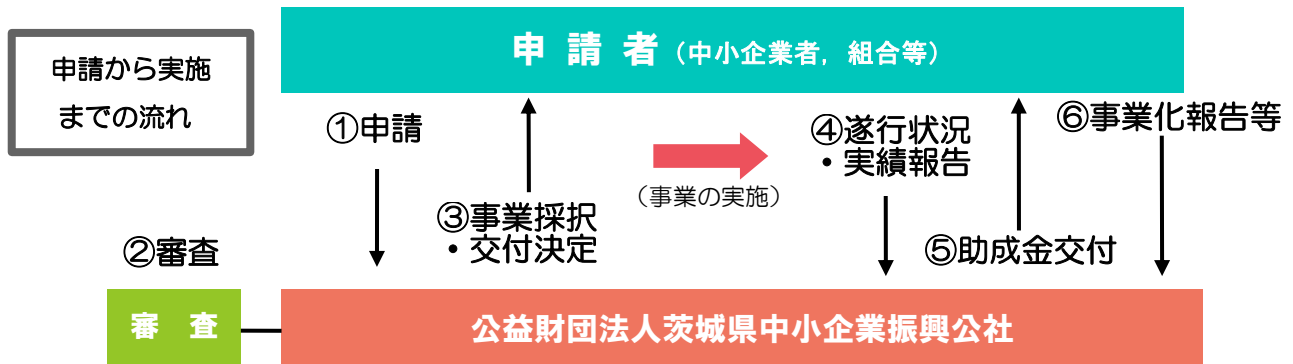 申請から実施
までの流れ
申 請 者（中小企業者，組合等）
①申請
②審査
③事業採択
・交付決定
（事業の実施）
④遂行状況
・実績報告
⑤助成金交付
⑥事業化報告等
審 査
公益財団法人茨城県中小企業振興公社